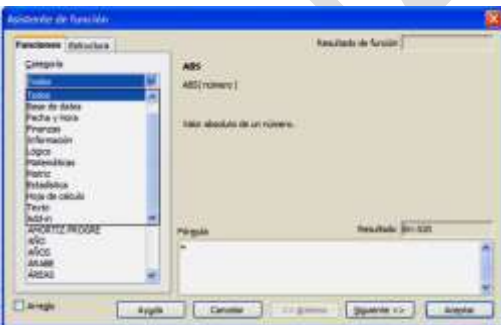 Asistente de función
Funciones Estructura
Resultado de función
Categoría
Todos
Todos
Base de datos
Fecha y hora
Finanzas
Información
Lógico
Matemáticas
Matriz
Estadística
Hoja de cálculo
Texto
Add-in
AMORTIZ.PROGRE
AÑO
AÑOS
ARABE
ÁREAS
ABS
ABS( número )
Valor absoluto de un número.
Fórmula
Resultado Err:520
Arreglo
Ayuda
Cancelar
Siguiente >>
Aceptar